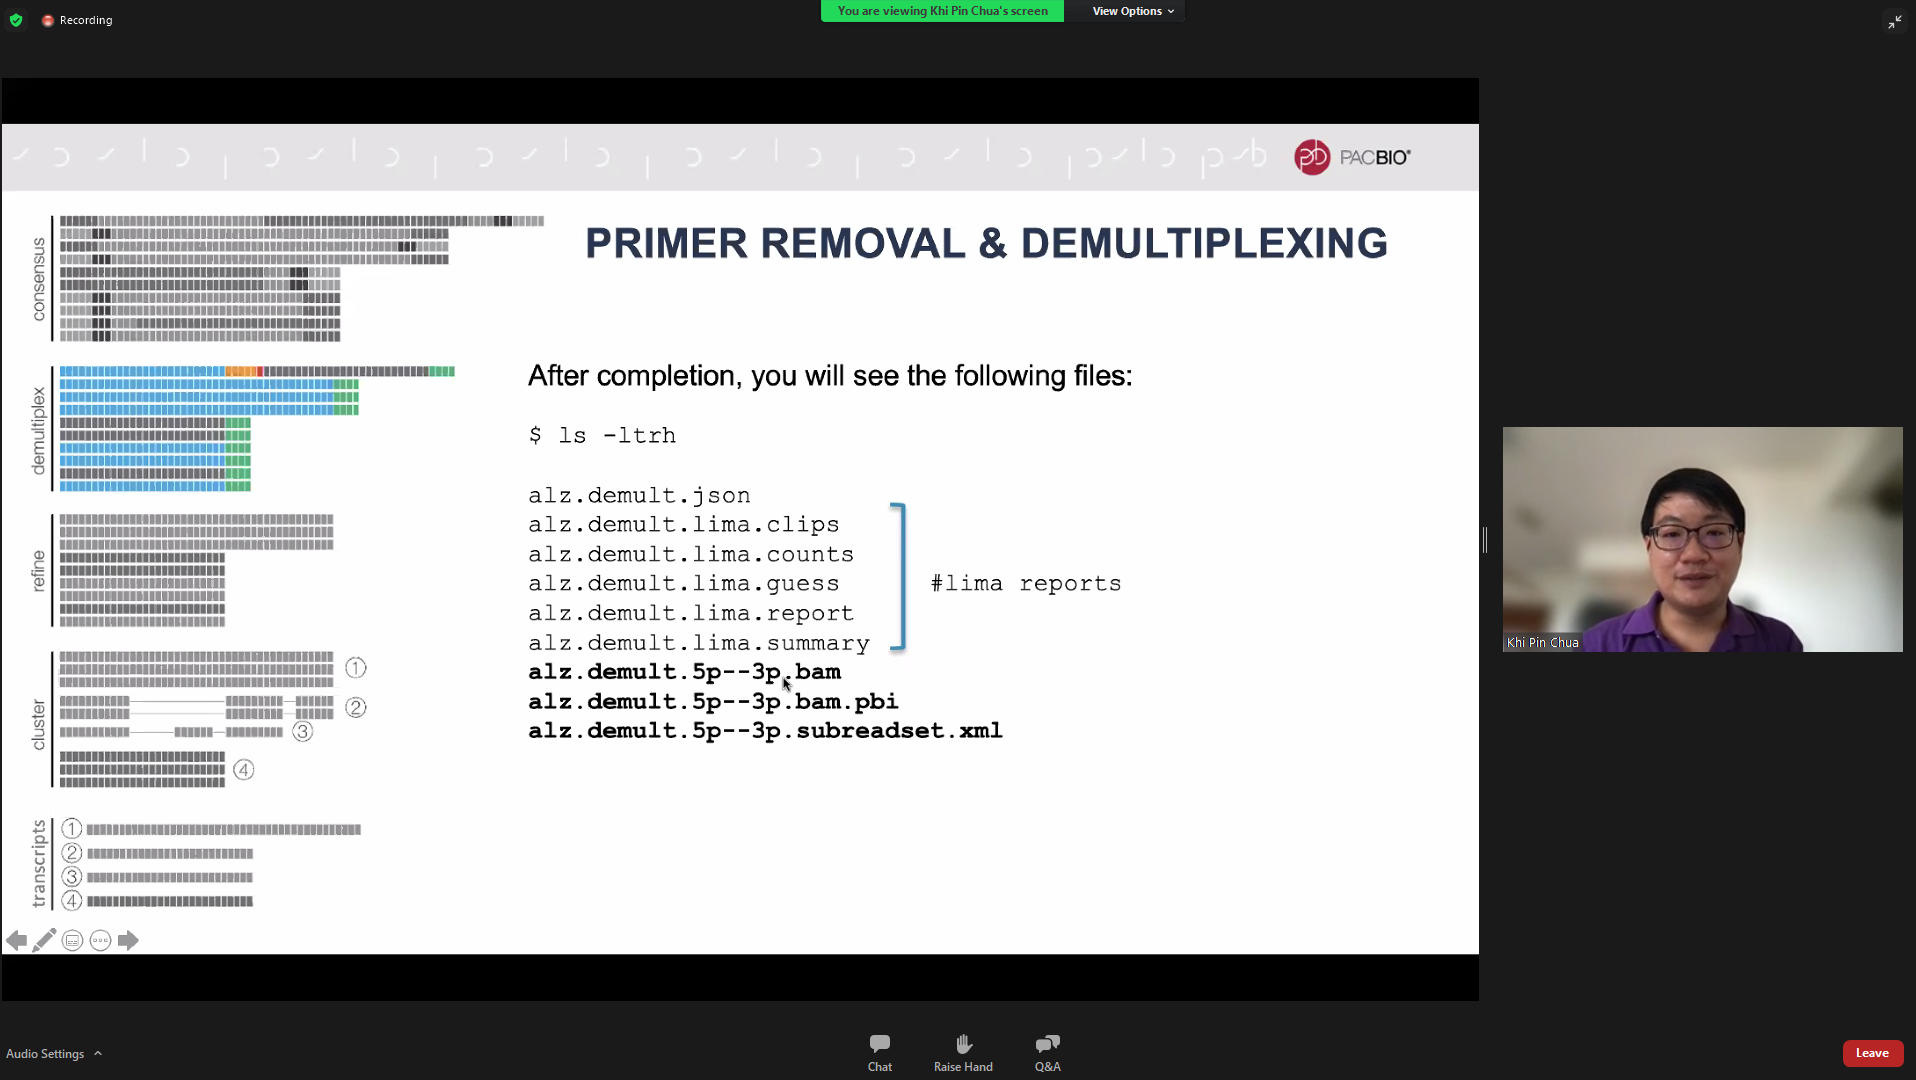 Recording
You are viewing Khi Pin Chua's screen
View Options
PACBIO®
PRIMER REMOVAL & DEMULTIPLEXING
consensus
demultiplex
refine
cluster
1
2
3
4
transcripts
1
2
3
4
After completion, you will see the following files:
$ ls -ltrh
alz.demult.json
alz.demult.lima.clips
alz.demult.lima.counts
alz.demult.lima.guess
alz.demult.lima.report
alz.demult.lima.summary
#lima reports
alz.demult.5p--3p.bam
alz.demult.5p--3p.bam.pbi
alz.demult.5p--3p.subreadset.xml
Khi Pin Chua
Audio Settings
Chat
Raise Hand
Q&A
Leave